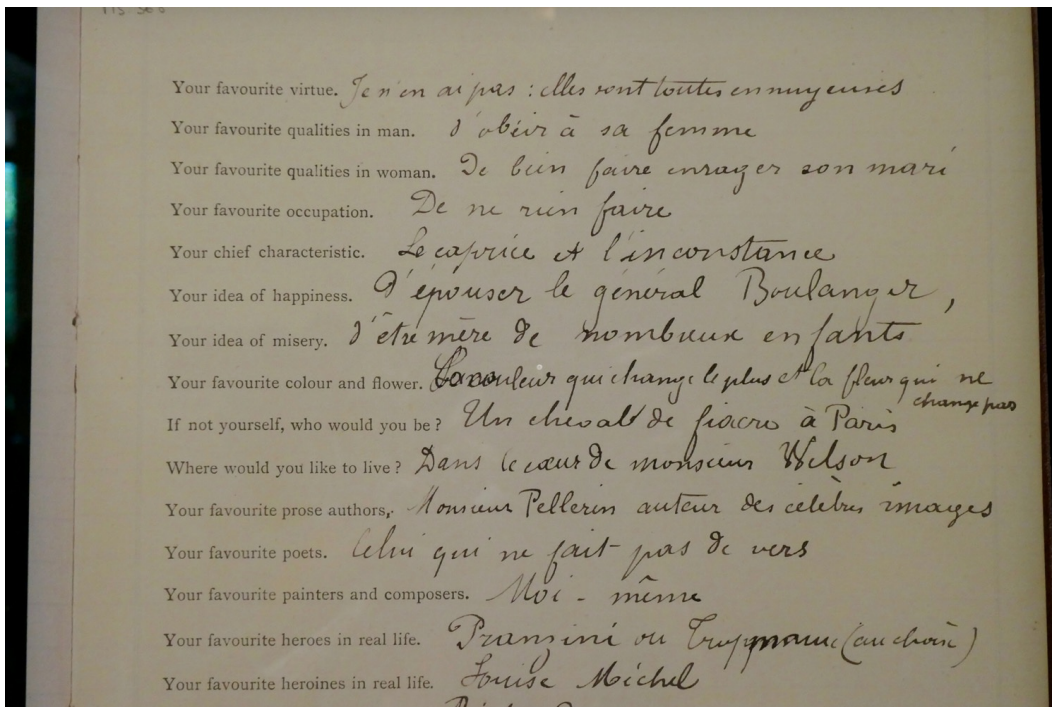 Your favourite virtue. Je n'en ai pas : elles sont toutes ennuyeuses
Your favourite qualities in man. d'obéir à sa femme
Your favourite qualities in woman. De bien faire enrager son mari
Your favourite occupation. De ne rien faire
Your chief characteristic. Le caprice et l'inconstance
Your idea of happiness. D'épouser le général Boulanger,
Your idea of misery. d'être mère de nombreux enfants
Your favourite colour and flower. La couleur qui change le plus et la fleur qui ne
change pas
If not yourself, who would you be? Un cheval de fiacre à Paris
Where would you like to live? Dans le cœur de monsieur Wilson
Your favourite prose authors. Monsieur Pellerin auteur des célèbres images
Your favourite poets. Celui qui ne fait pas de vers
Your favourite painters and composers. Moi-même
Your favourite heroes in real life. Pranzini ou Troppmann (au choix)
Your favourite heroines in real life. Louise Michel